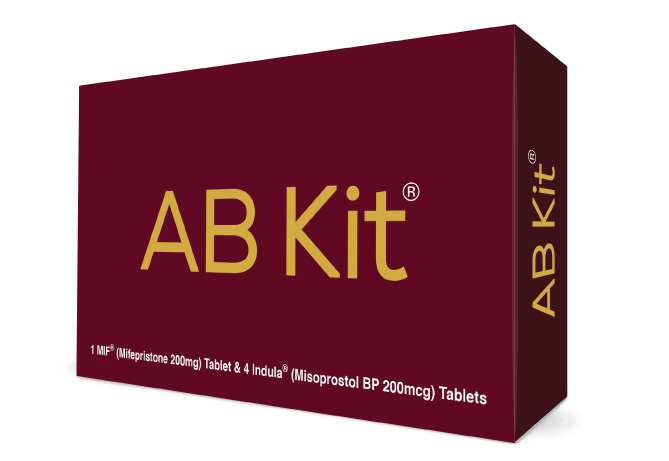 AB Kit®
1 MIF® (Mifepristone 200mg) Tablet & 4 Indula® (Misoprostol BP 200mcg) Tablets
AB Kit®